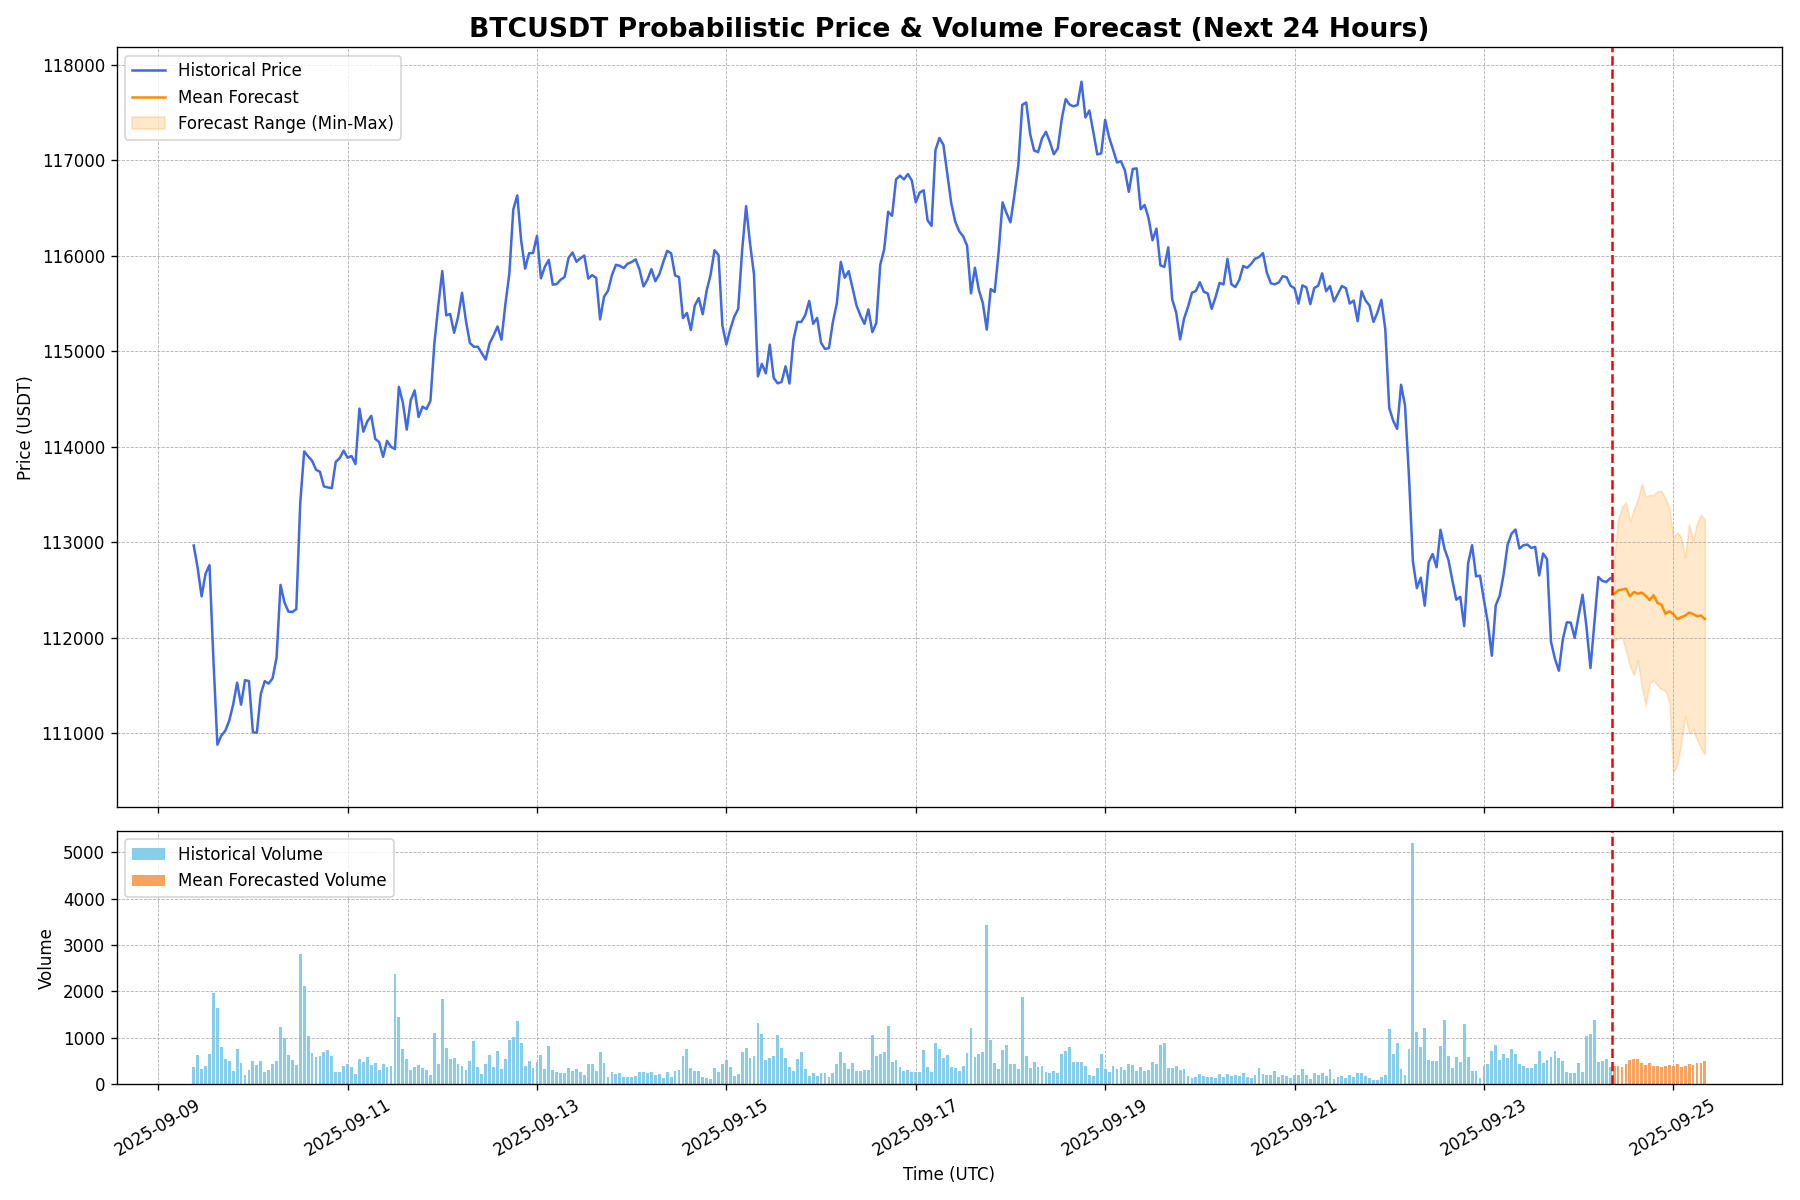 BTCUSDT Probabilistic Price & Volume Forecast (Next 24 Hours)
Historical Price
Mean Forecast
Forecast Range (Min-Max)
118000
117000
116000
115000
114000
113000
112000
111000
Price (USDT)
Historical Volume
Mean Forecasted Volume
5000
4000
3000
2000
1000
0
Volume
2025-09-09
2025-09-11
2025-09-13
2025-09-15
2025-09-17
2025-09-19
2025-09-21
2025-09-23
2025-09-25
Time (UTC)